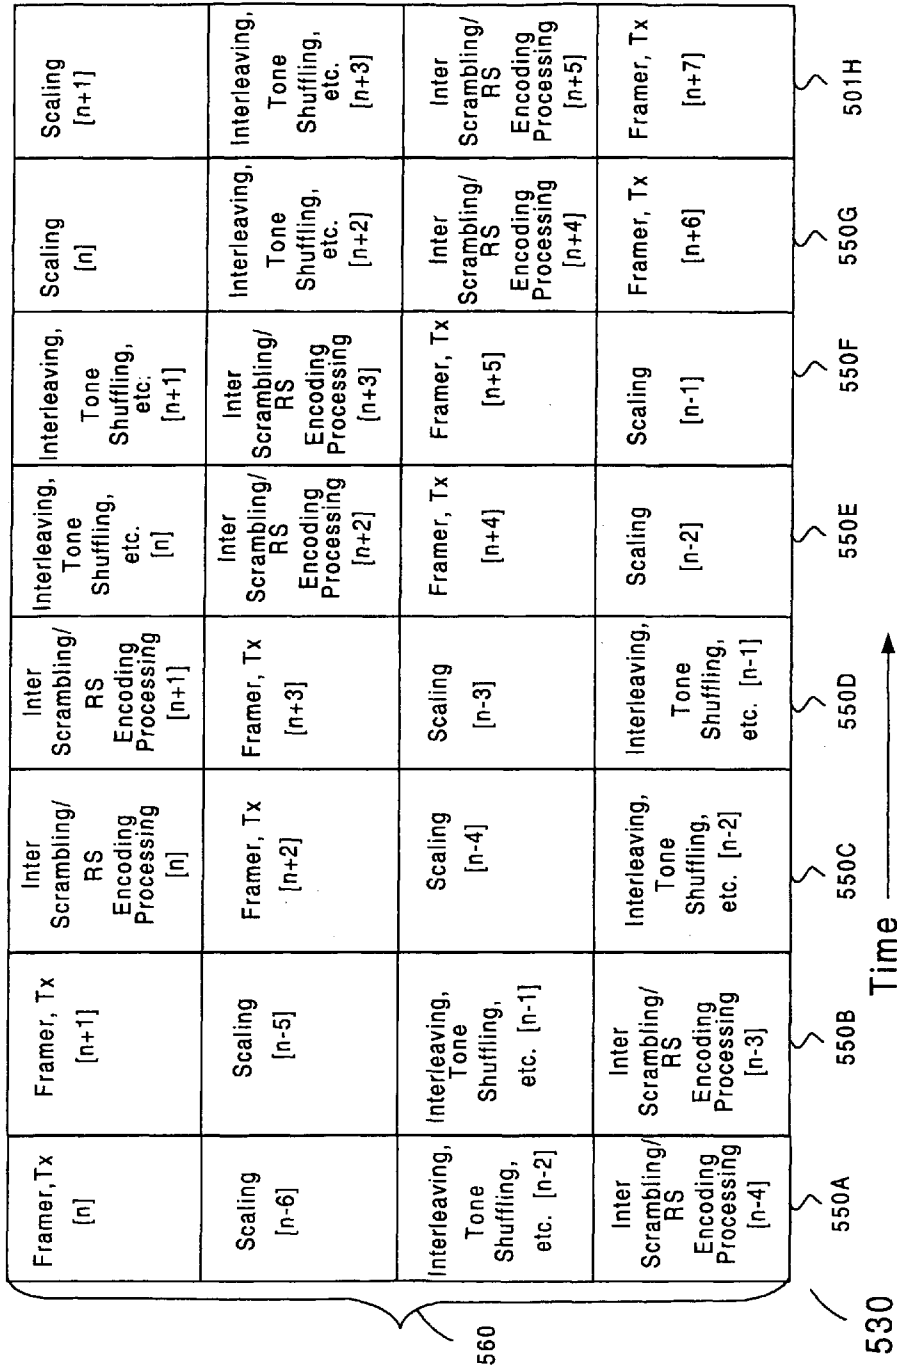 Framer,Tx
[n]
Framer, Tx
[n+1]
Inter
Scrambling/
RS
Encoding
Processing
[n]
Inter
Scrambling/
RS
Encoding
Processing
[n+1]
Interleaving,
Tone
Shuffling,
etc.
[n]
Interleaving,
Tone
Shuffling,
etc.
[n+1]
Scaling
[n]
Scaling
[n+1]
Scaling
[n-6]
Scaling
[n-5]
Framer, Tx
[n+2]
Framer, Tx
[n+3]
Inter
Scrambling/
RS
Encoding
Processing
[n+2]
Inter
Scrambling/
RS
Encoding
Processing
[n+3]
Interleaving,
Tone
Shuffling,
etc.
[n+2]
Interleaving,
Tone
Shuffling,
etc.
[n+3]
Interleaving,
Tone
Shuffling,
etc. [n-2]
Interleaving,
Tone
Shuffling,
etc. [n-1]
Scaling
[n-4]
Scaling
[n-3]
Framer, Tx
[n+4]
Framer, Tx
[n+5]
Inter
Scrambling/
RS
Encoding
Processing
[n+4]
Inter
Scrambling/
RS
Encoding
Processing
[n+5]
Inter
Scrambling/
RS
Encoding
Processing
[n-4]
Inter
Scrambling/
RS
Encoding
Processing
[n-3]
Interleaving,
Tone
Shuffling,
etc. [n-2]
Interleaving,
Tone
Shuffling,
etc. [n-1]
Scaling
[n-2]
Scaling
[n-1]
Framer, Tx
[n+6]
Framer, Tx
[n+7]
560
550A
550B
550C
550D
550E
550F
550G
501H
Time
530